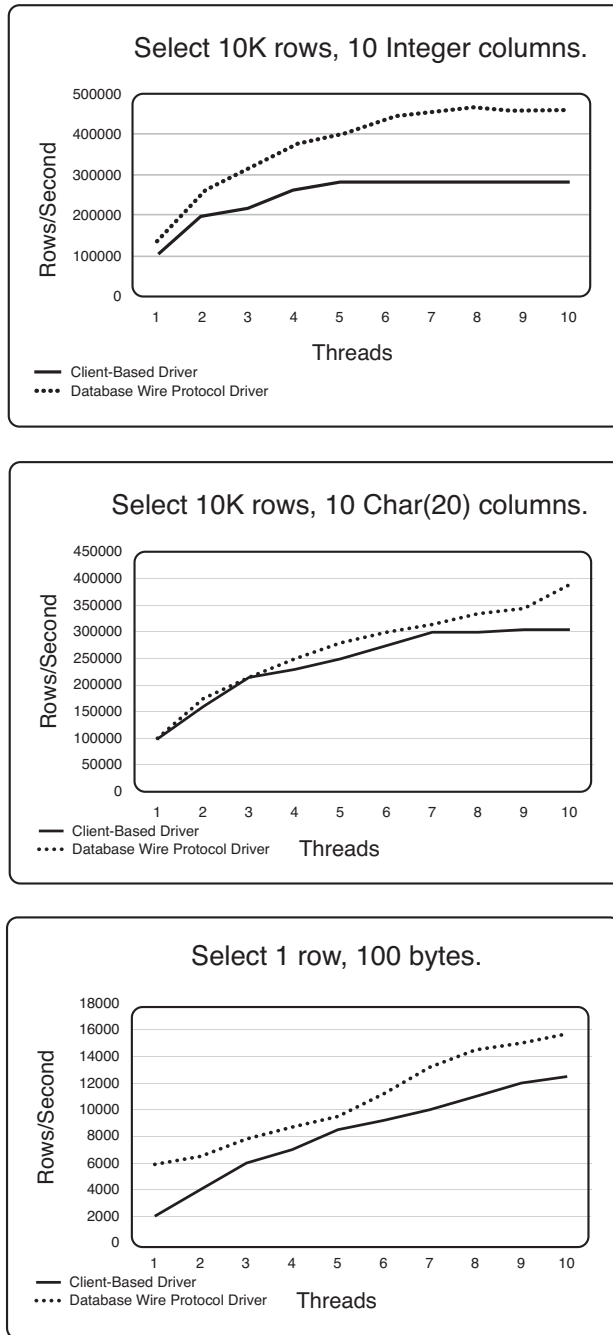 Select 10K rows, 10 Integer columns.
500000
400000
300000
200000
100000
0
Rows/Second
1 2 3 4 5 6 7 8 9 10
Threads
Client-Based Driver
Database Wire Protocol Driver
Select 10K rows, 10 Char(20) columns.
450000
400000
350000
300000
250000
200000
150000
100000
50000
0
Rows/Second
1 2 3 4 5 6 7 8 9 10
Client-Based Driver
Database Wire Protocol Driver
Threads
Select 1 row, 100 bytes.
18000
16000
14000
12000
10000
8000
6000
4000
2000
0
Rows/Second
1 2 3 4 5 6 7 8 9 10
Client-Based Driver
Database Wire Protocol Driver
Threads